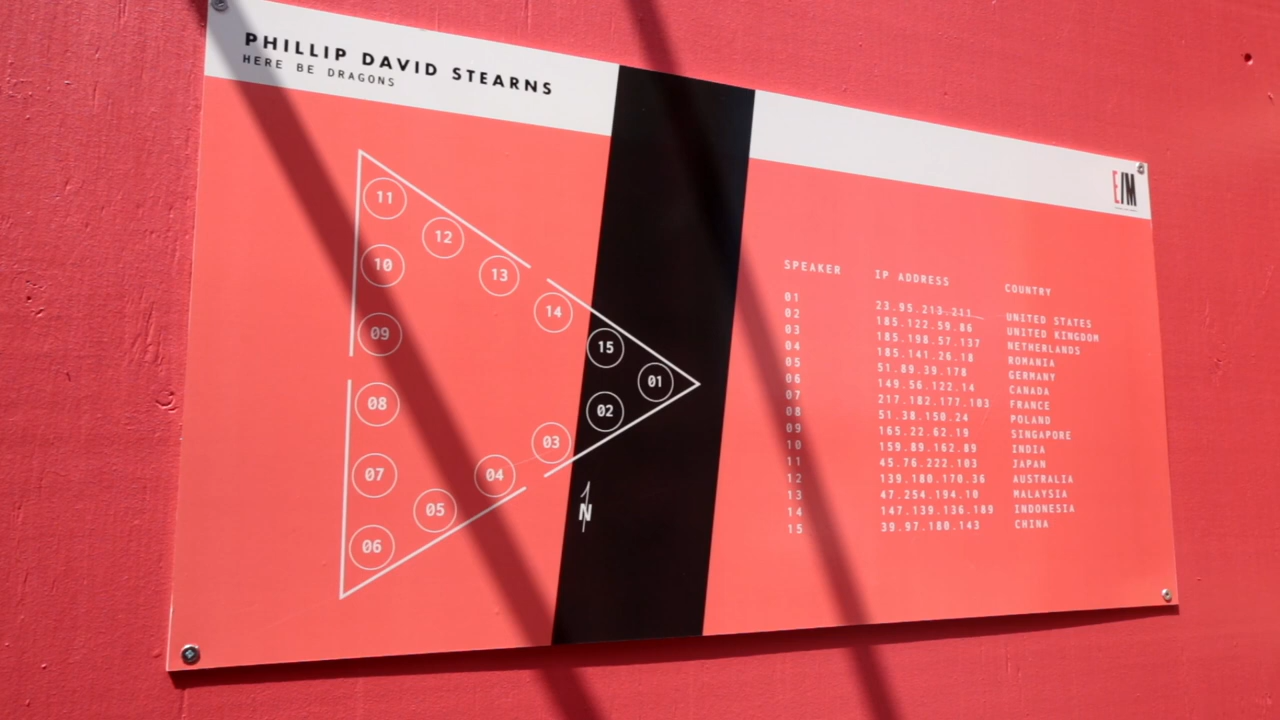 PHILLIP DAVID STEARNS
HERE BE DRAGONS
E/M
11
12
10
13
14
09
15
01
08
02
03
07
04
05
06
N
SPEAKER IP ADDRESS COUNTRY
01 23.95.213.211 UNITED STATES
02 185.122.59.86 UNITED KINGDOM
03 185.198.57.137 NETHERLANDS
04 185.141.26.18 ROMANIA
05 51.89.39.178 GERMANY
06 149.56.122.14 CANADA
07 217.182.177.103 FRANCE
08 51.38.150.24 POLAND
09 165.22.62.19 SINGAPORE
10 159.89.162.89 INDIA
11 45.76.222.103 JAPAN
12 139.180.170.36 AUSTRALIA
13 47.254.194.10 MALAYSIA
14 147.139.136.189 INDONESIA
15 39.97.180.143 CHINA